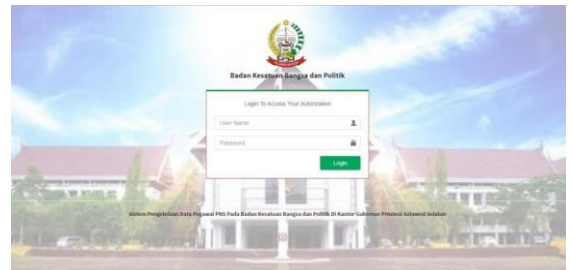 Badan Kesatuan Bangsa dan Politik
Login To Access Your Autorization
User Name
Password
Login
Sistem Pengelolaan Data Pegawai PNS Pada Badan Kesatuan Bangsa dan Politik Di Kantor Gubernur Provinsi Sulawesi Selatan